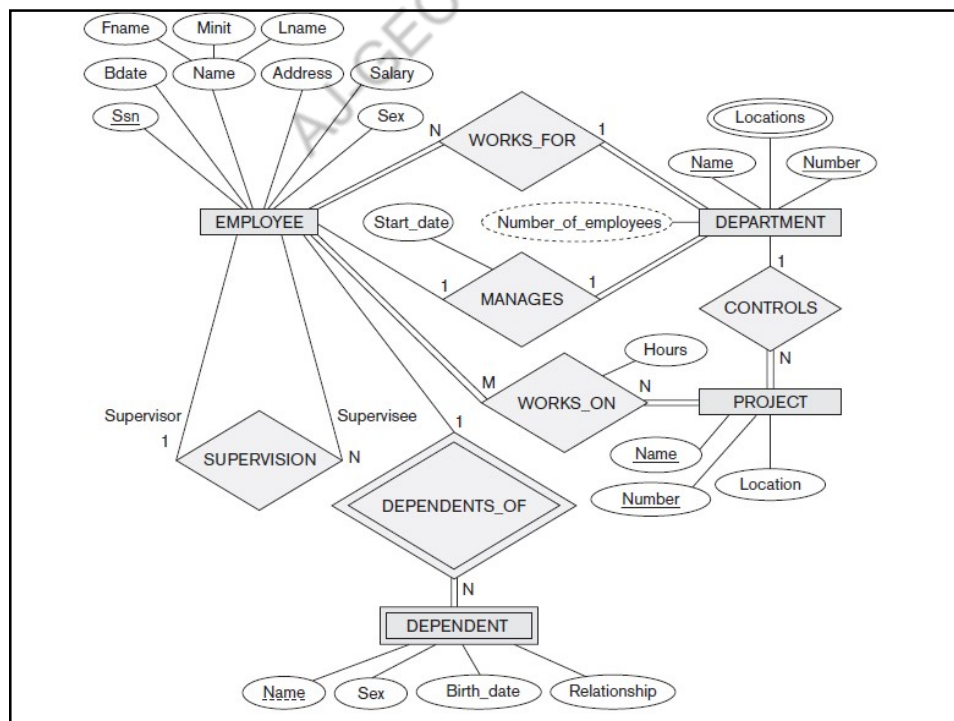 Fname Minit Lname
Bdate Name Address Salary
Ssn Sex
N WORKS_FOR 1
Locations
Name Number
EMPLOYEE Start_date Number_of_employees DEPARTMENT
1 MANAGES 1
1
CONTROLS
N
Hours
M WORKS_ON N PROJECT
Supervisor Supervisee
1 SUPERVISION N
1
Name
Number Location
DEPENDENTS_OF
N
DEPENDENT
Name Sex Birth_date Relationship